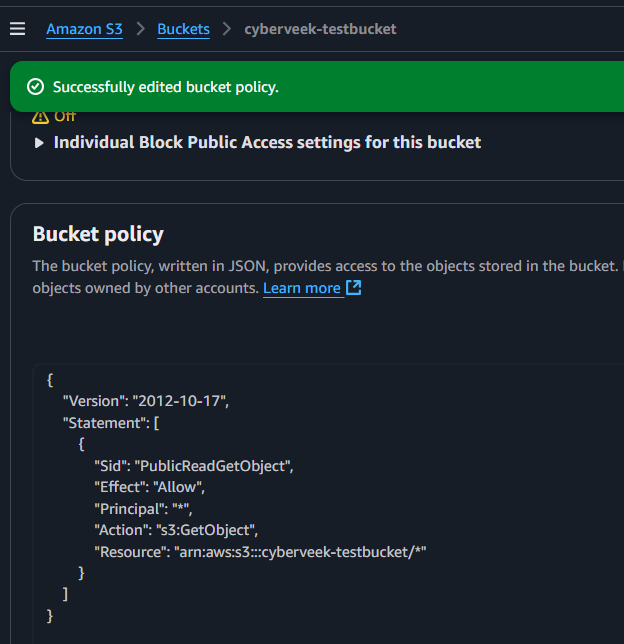 Amazon S3 > Buckets > cyberveek-testbucket
Successfully edited bucket policy.
Off
Individual Block Public Access settings for this bucket
Bucket policy
The bucket policy, written in JSON, provides access to the objects stored in the bucket.
objects owned by other accounts. Learn more
{
"Version": "2012-10-17",
"Statement": [
{
"Sid": "PublicReadGetObject",
"Effect": "Allow",
"Principal": "*",
"Action": "s3:GetObject",
"Resource": "arn:aws:s3:::cyberveek-testbucket/*"
}
]
}